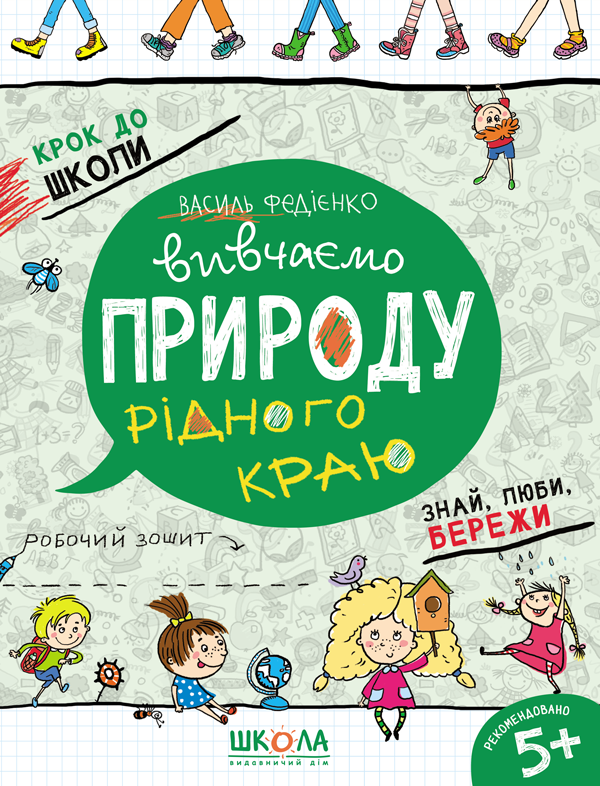 КРОК ДО
ШКОЛИ
ВАСИЛЬ ФЕДІЄНКО
вивчаємо
ПРИРОДУ
РІДНОГО
КРАЮ
ЗНАЙ, ЛЮБИ,
БЕРЕЖИ
РОБОЧИЙ ЗОШИТ
ШКОЛА
ВИДАВНИЧИЙ ДІМ
РЕКОМЕНДОВАНО
5+